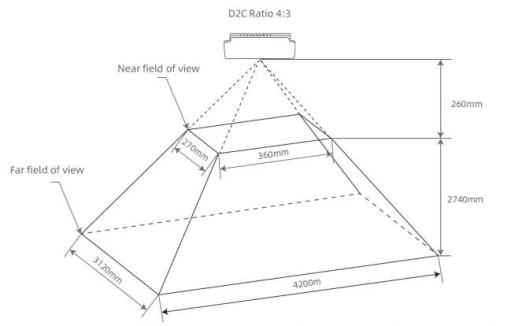 D2C Ratio 4:3
Near field of view
260mm
270mm
360mm
Far field of view
2740mm
3120mm
4200m